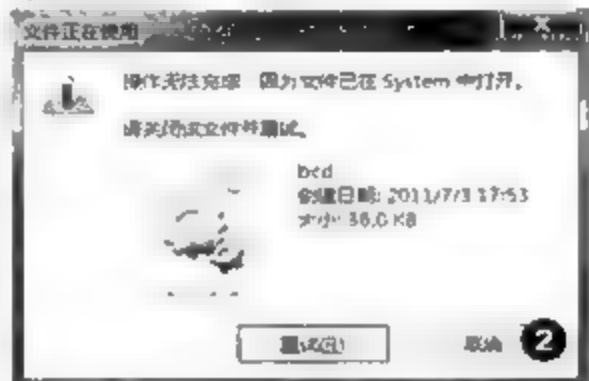 文件正在使用
操作无法完成，因为文件已在 System 中打开。
请关闭该文件并重试。
bcd
创建日期: 2011/7/3 17:53
大小: 36.0 KB
重试(R)
取消
2